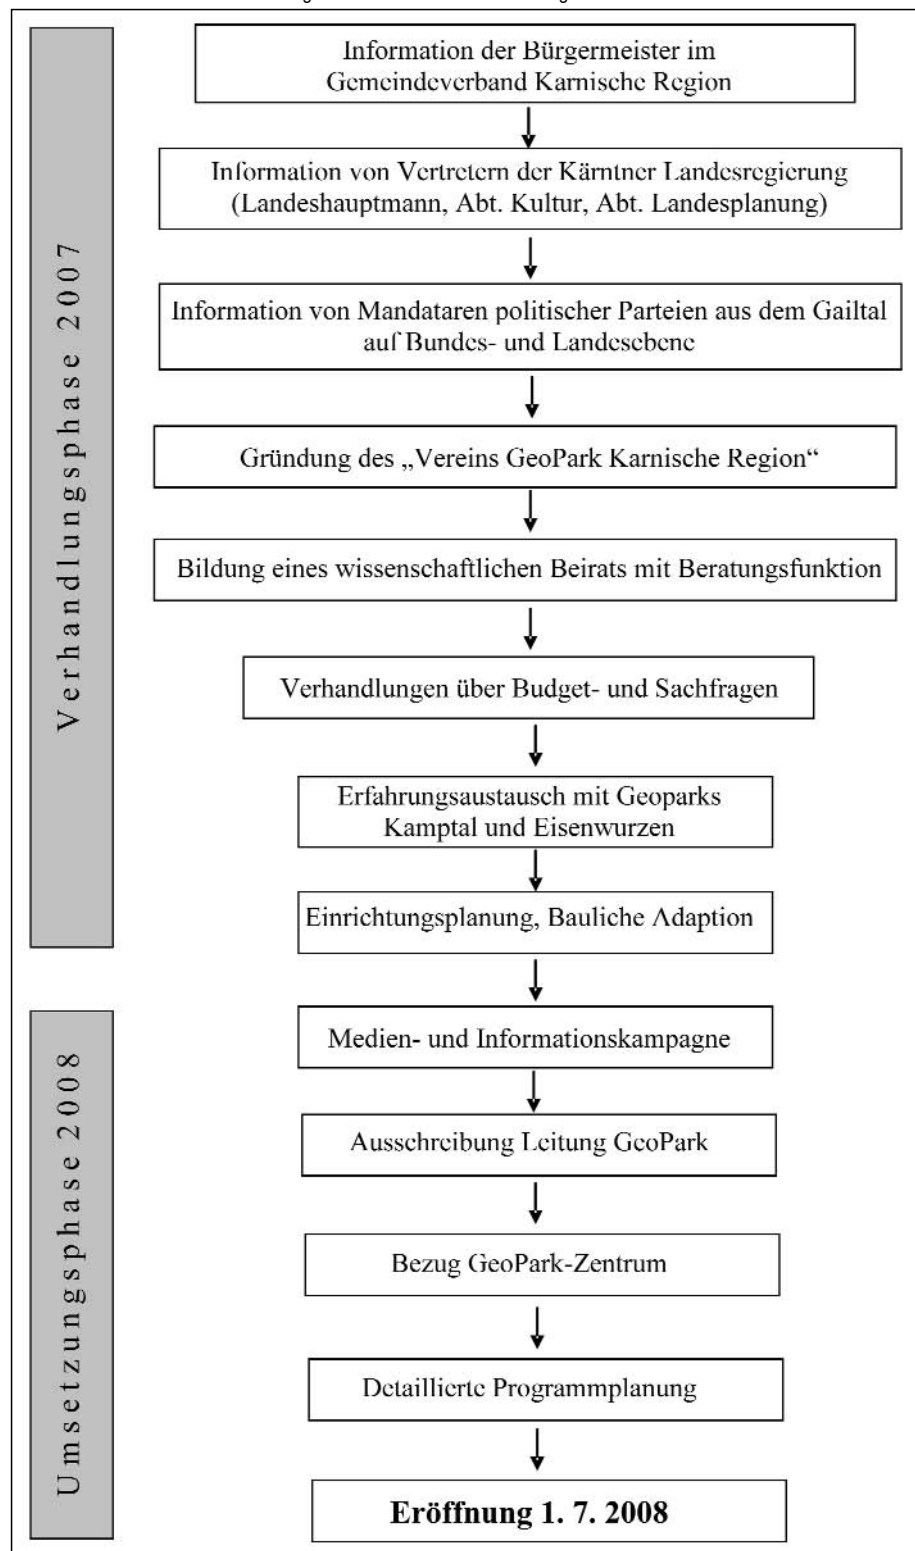 Verhandlungsphase 2007
Information der Bürgermeister im
Gemeindeverband Karnische Region
Information von Vertretern der Kärntner Landesregierung
(Landeshauptmann, Abt. Kultur, Abt. Landesplanung)
Information von Mandataren politischer Parteien aus dem Gailtal
auf Bundes- und Landesebene
Gründung des „Vereins GeoPark Karnische Region“
Bildung eines wissenschaftlichen Beirats mit Beratungsfunktion
Verhandlungen über Budget- und Sachfragen
Erfahrungsaustausch mit Geoparks
Kamptal und Eisenwurzen
Einrichtungsplanung, Bauliche Adaption
Umsetzungsphase 2008
Medien- und Informationskampagne
Ausschreibung Leitung GeoPark
Bezug GeoPark-Zentrum
Detaillierte Programmplanung
Eröffnung 1. 7. 2008